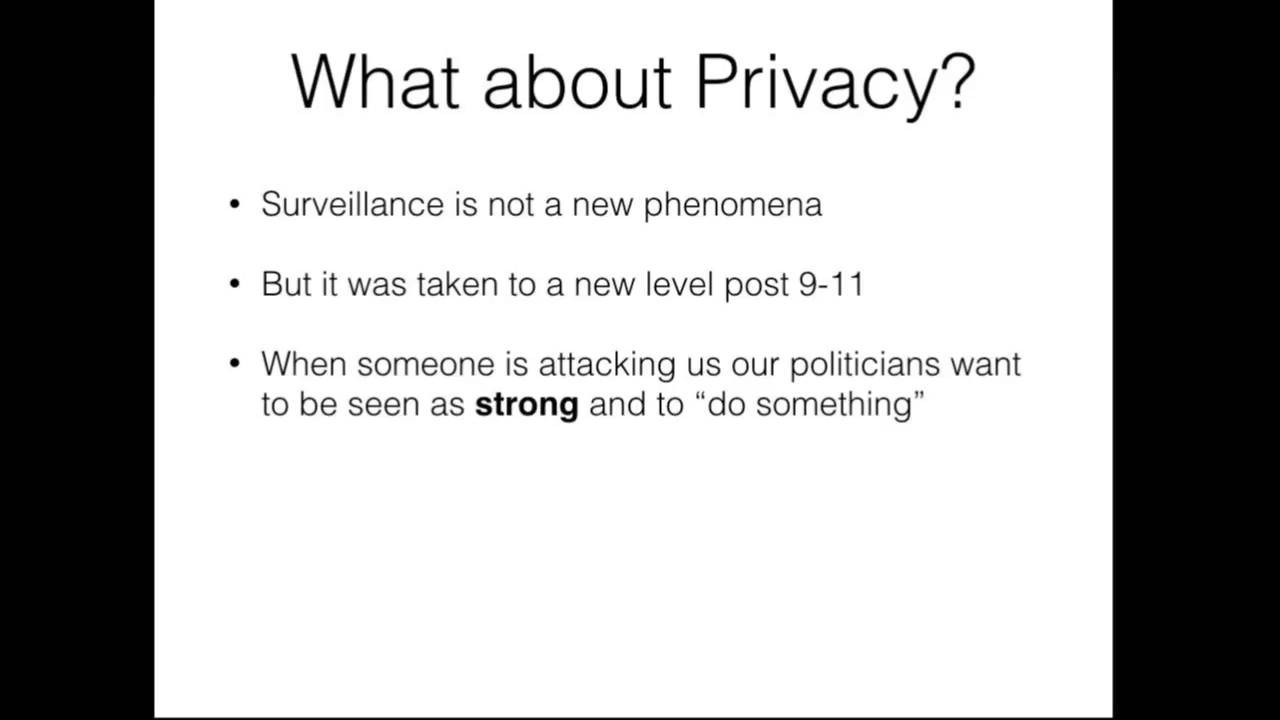 What about Privacy?
• Surveillance is not a new phenomena
• But it was taken to a new level post 9-11
• When someone is attacking us our politicians want
to be seen as strong and to “do something”